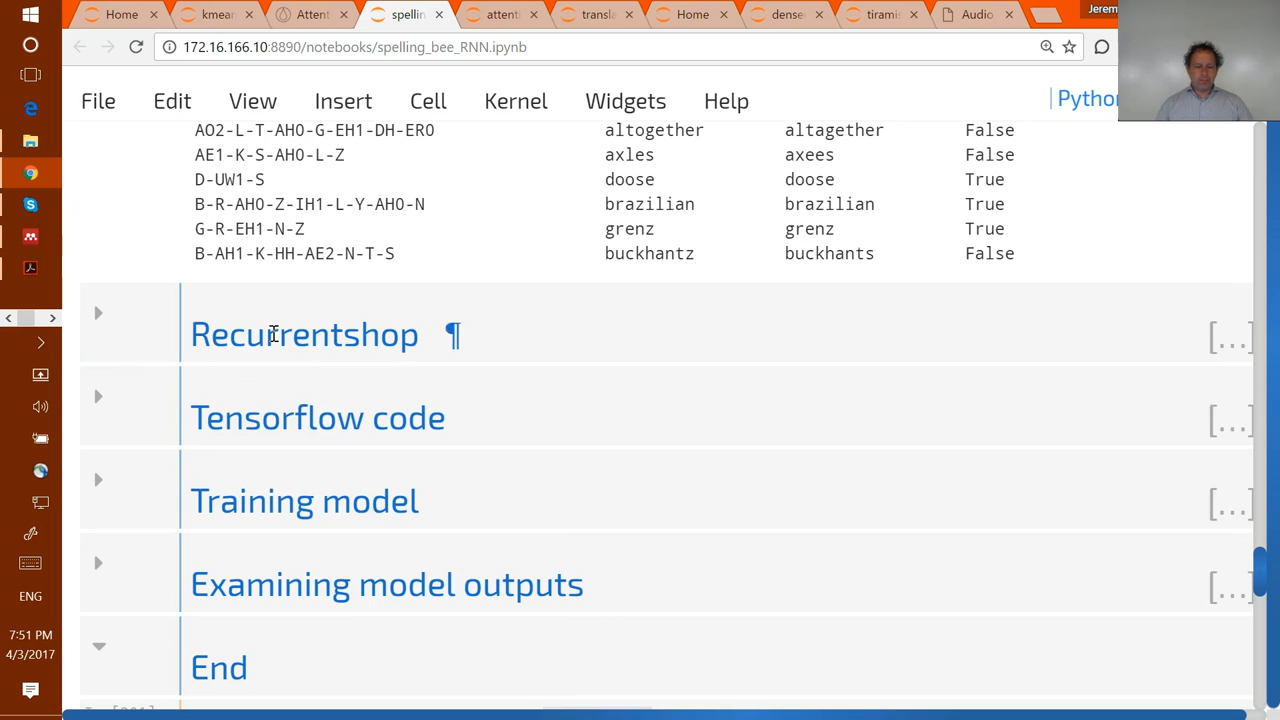 Home kmean Attent spellin attenti transla Home dense tiramis Audio Jerem
172.16.166.10:8890/notebooks/spelling_bee_RNN.ipynb
File Edit View Insert Cell Kernel Widgets Help Pytho
AO2-L-T-AH0-G-EH1-DH-ER0 altogether altagether False
AE1-K-S-AH0-L-Z axles axees False
D-UW1-S doose doose True
B-R-AH0-Z-IH1-L-Y-AH0-N brazilian brazilian True
G-R-EH1-N-Z grenz grenz True
B-AH1-K-HH-AE2-N-T-S buckhantz buckhants False
Recurrentshop ¶
[...]
Tensorflow code
[...]
Training model
[...]
Examining model outputs
[...]
End
ENG
7:51 PM
4/3/2017